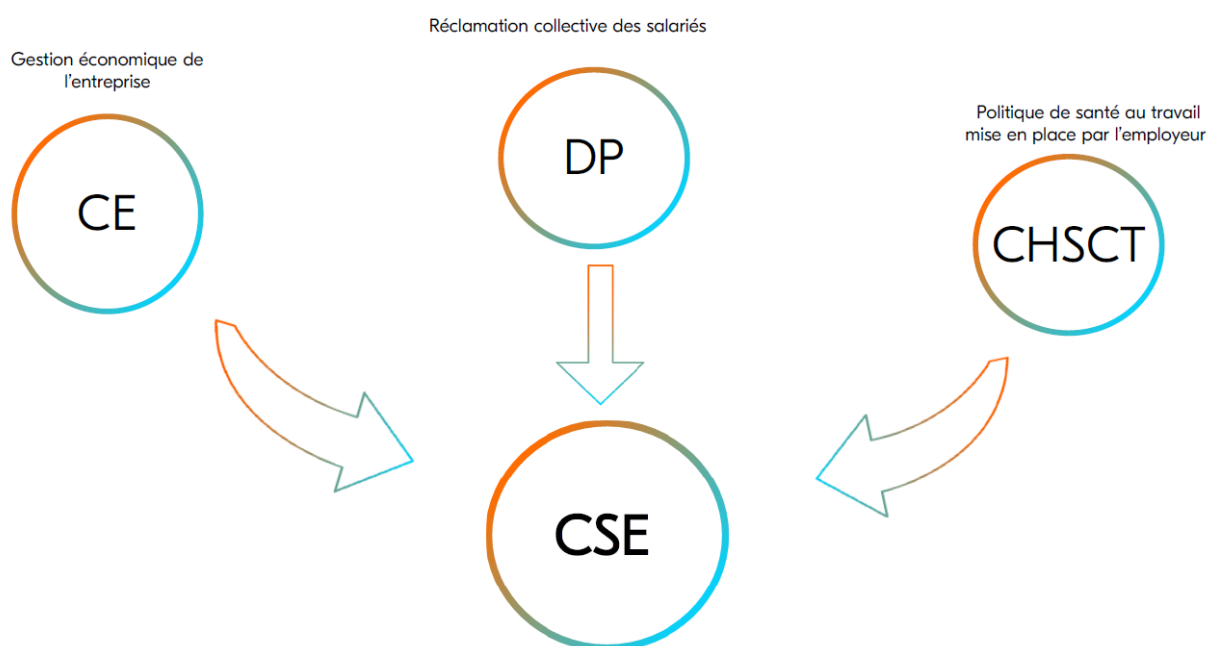 Réclamation collective des salariés
Gestion économique de
l'entreprise
DP
Politique de santé au travail
mise en place par l'employeur
CE
CHSCT
CSE